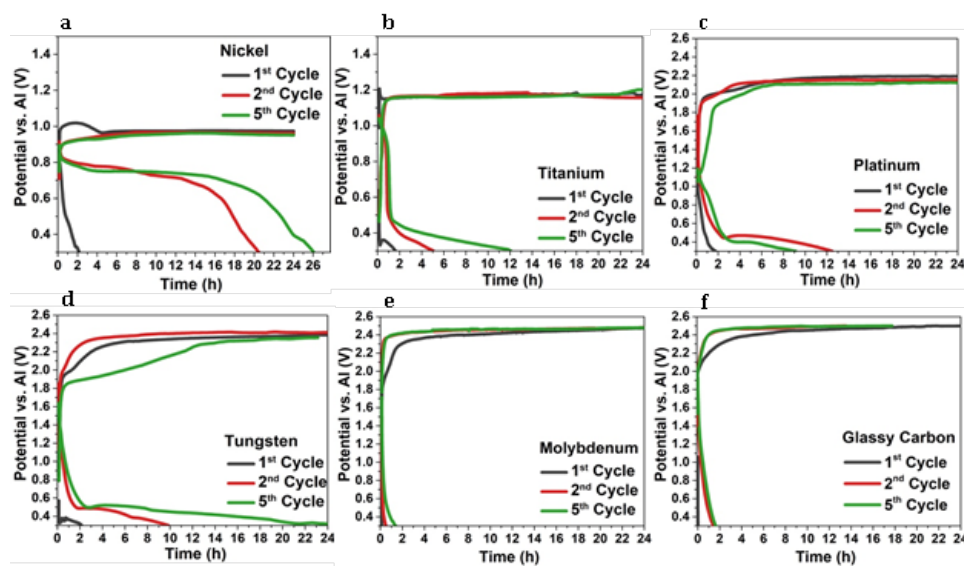 a
Potential vs. Al (V)
1.4
1.2
1.0
0.8
0.6
0.4
Nickel
1st Cycle
2nd Cycle
5th Cycle
0 2 4 6 8 10 12 14 16 18 20 22 24 26
Time (h)
b
Potential vs. Al (V)
1.4
1.2
1.0
0.8
0.6
0.4
Titanium
1st Cycle
2nd Cycle
5th Cycle
0 2 4 6 8 10 12 14 16 18 20 22 24
Time (h)
c
Potential vs. Al (V)
2.6
2.4
2.2
2.0
1.8
1.6
1.4
1.2
1.0
0.8
0.6
0.4
Platinum
1st Cycle
2nd Cycle
5th Cycle
0 2 4 6 8 10 12 14 16 18 20 22 24
Time (h)
d
Potential vs. Al (V)
2.6
2.4
2.2
2.0
1.8
1.6
1.4
1.2
1.0
0.8
0.6
0.4
Tungsten
1st Cycle
2nd Cycle
5th Cycle
0 2 4 6 8 10 12 14 16 18 20 22 24
Time (h)
e
Potential vs. Al (V)
2.6
2.4
2.2
2.0
1.8
1.6
1.4
1.2
1.0
0.8
0.6
0.4
Molybdenum
1st Cycle
2nd Cycle
5th Cycle
0 2 4 6 8 10 12 14 16 18 20 22 24
Time (h)
f
Potential vs. Al (V)
2.6
2.4
2.2
2.0
1.8
1.6
1.4
1.2
1.0
0.8
0.6
0.4
Glassy Carbon
1st Cycle
2nd Cycle
5th Cycle
0 2 4 6 8 10 12 14 16 18 20 22 24
Time (h)